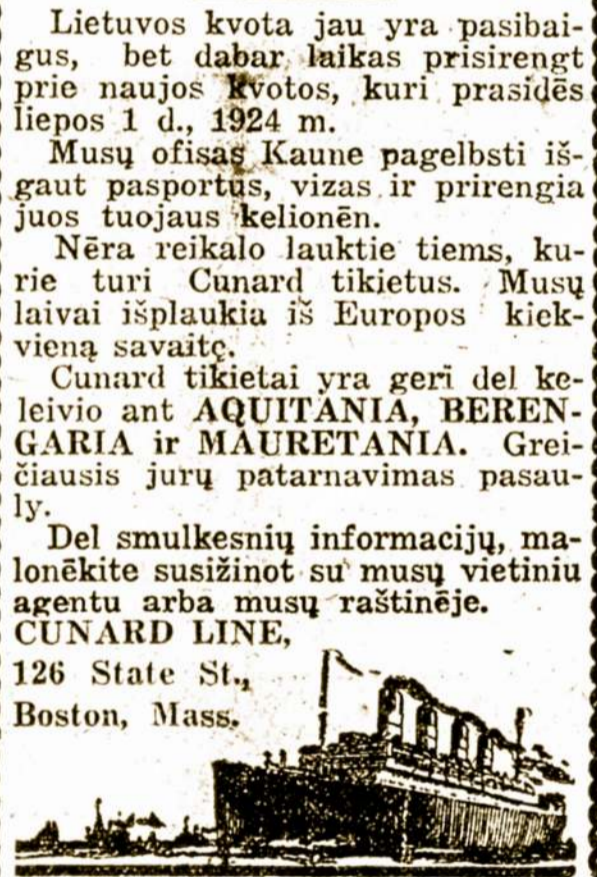 Lietuvos kvota jau yra pasibai-
gus, bet dabar laikas prisirengt
prie naujos kvotos, kuri prasidės
liepos 1 d., 1924 m.
Musų ofisas Kaune pagelbsti iš-
gaut pasportus, vizas ir prirengia
juos tuojaus kelionēn.
Nēra reikalo lauktie tiems, ku-
rie turi Cunard tikietus. Musų
laivai išplaukia iš Europos kiek-
vieną savaitę.
Cunard tikietai yra geri del ke-
leivio ant AQUITANIA, BEREN-
GARIA ir MAURETANIA. Grei-
čiausis jurų patarnavimas pasau-
ly.
Del smulkesnių informacijų, ma-
lonēkite susižinot su musų vietiniu
agentu arba musų raštinēje.
CUNARD LINE,
126 State St.,
Boston, Mass.